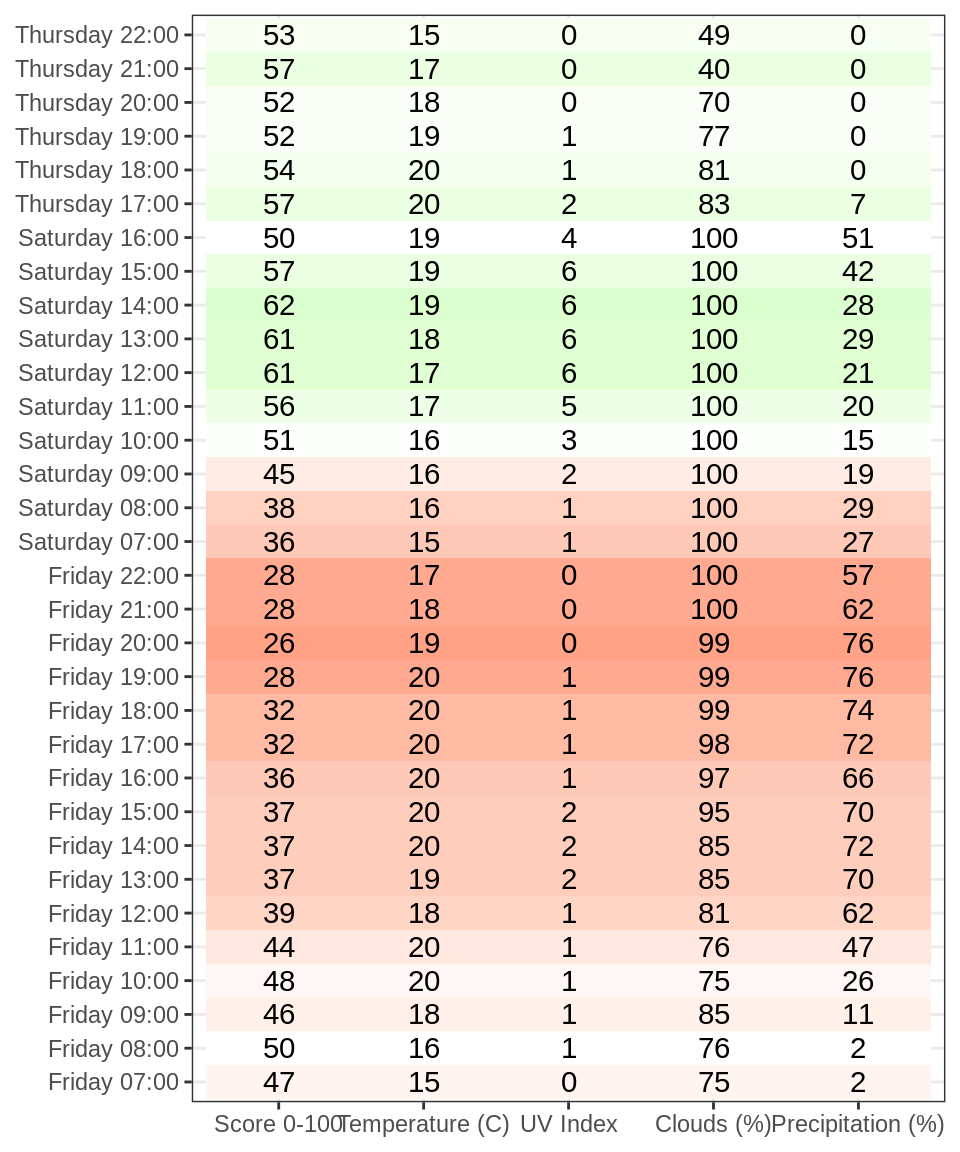 Thursday 22:00 53 15 0 49 0
Thursday 21:00 57 17 0 40 0
Thursday 20:00 52 18 0 70 0
Thursday 19:00 52 19 1 77 0
Thursday 18:00 54 20 1 81 0
Thursday 17:00 57 20 2 83 7
Saturday 16:00 50 19 4 100 51
Saturday 15:00 57 19 6 100 42
Saturday 14:00 62 19 6 100 28
Saturday 13:00 61 18 6 100 29
Saturday 12:00 61 17 6 100 21
Saturday 11:00 56 17 5 100 20
Saturday 10:00 51 16 3 100 15
Saturday 09:00 45 16 2 100 19
Saturday 08:00 38 16 1 100 29
Saturday 07:00 36 15 1 100 27
Friday 22:00 28 17 0 100 57
Friday 21:00 28 18 0 100 62
Friday 20:00 26 19 0 99 76
Friday 19:00 28 20 1 99 76
Friday 18:00 32 20 1 99 74
Friday 17:00 32 20 1 98 72
Friday 16:00 36 20 1 97 66
Friday 15:00 37 20 2 95 70
Friday 14:00 37 20 2 85 72
Friday 13:00 37 19 2 85 70
Friday 12:00 39 18 1 81 62
Friday 11:00 44 20 1 76 47
Friday 10:00 48 20 1 75 26
Friday 09:00 46 18 1 85 11
Friday 08:00 50 16 1 76 2
Friday 07:00 47 15 0 75 2
Score 0-100 Temperature (C) UV Index Clouds (%) Precipitation (%)